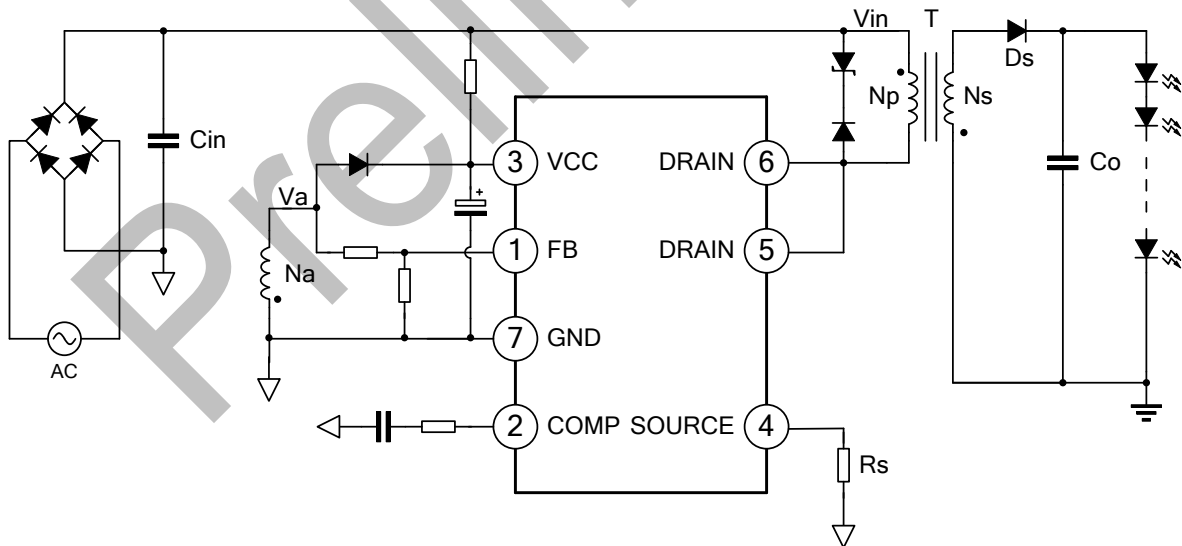 Vin T
Ds
Np Ns
Cin
3 VCC DRAIN 6
Co
Va
1 FB DRAIN 5
Na
7 GND
AC
2 COMP SOURCE 4
Rs
+